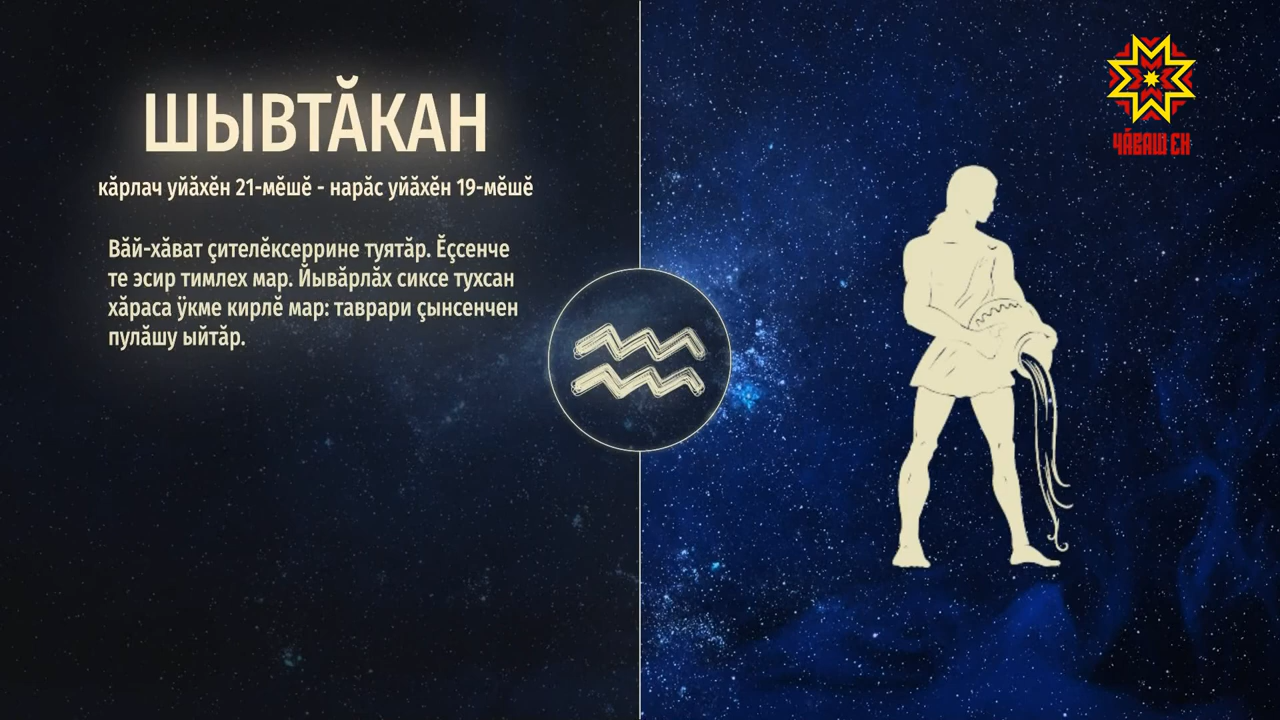 ШЫВТӐКАН
кӑрлач уйӑхӗн 21-мӗшӗ - нарӑс уйӑхӗн 19-мӗшӗ
Вӑй-хӑват ҫителӗксеррине туятӑр. Ӗҫсенче
те эсир тимлех мар. Йывӑрлӑх сиксе тухсан
хӑраса ӳкме кирлӗ мар: таврари ҫынсенчен
пулӑшу ыйтӑр.
ЧӐВАШ ЕН